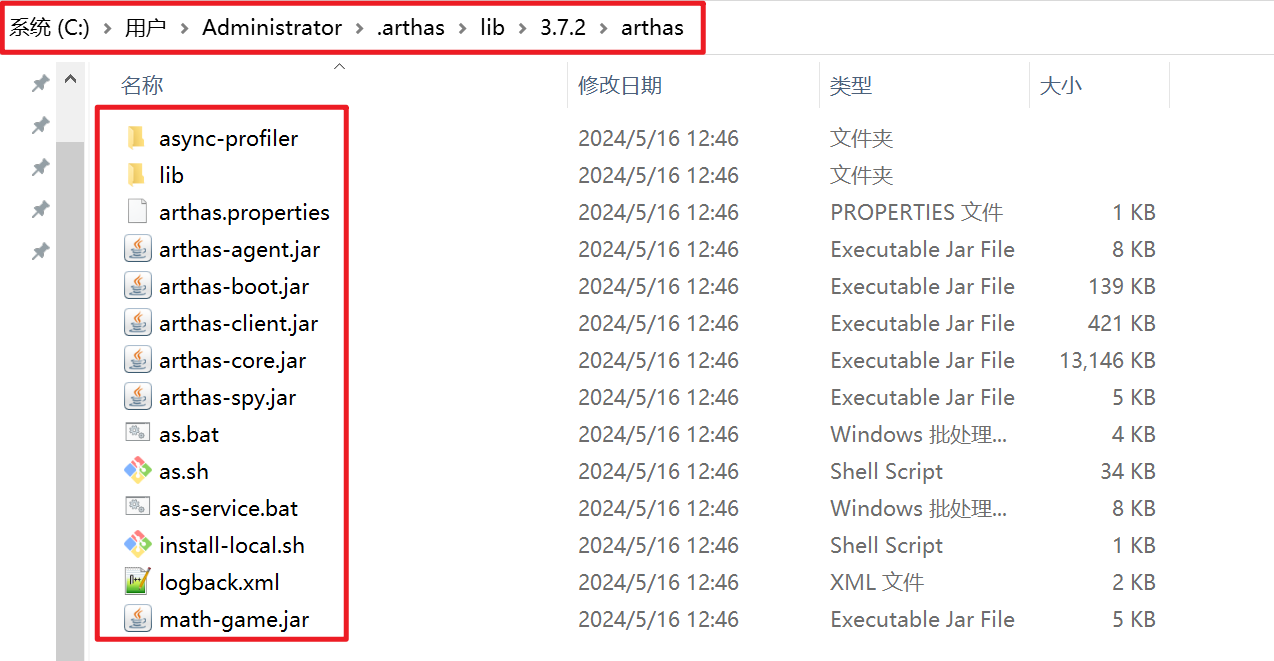 系统 (C:) › 用户 › Administrator › .arthas › lib › 3.7.2 › arthas
名称 修改日期 类型 大小
async-profiler 2024/5/16 12:46 文件夹
lib 2024/5/16 12:46 文件夹
arthas.properties 2024/5/16 12:46 PROPERTIES 文件 1 KB
arthas-agent.jar 2024/5/16 12:46 Executable Jar File 8 KB
arthas-boot.jar 2024/5/16 12:46 Executable Jar File 139 KB
arthas-client.jar 2024/5/16 12:46 Executable Jar File 421 KB
arthas-core.jar 2024/5/16 12:46 Executable Jar File 13,146 KB
arthas-spy.jar 2024/5/16 12:46 Executable Jar File 5 KB
as.bat 2024/5/16 12:46 Windows 批处理... 4 KB
as.sh 2024/5/16 12:46 Shell Script 34 KB
as-service.bat 2024/5/16 12:46 Windows 批处理... 8 KB
install-local.sh 2024/5/16 12:46 Shell Script 1 KB
logback.xml 2024/5/16 12:46 XML 文件 2 KB
math-game.jar 2024/5/16 12:46 Executable Jar File 5 KB